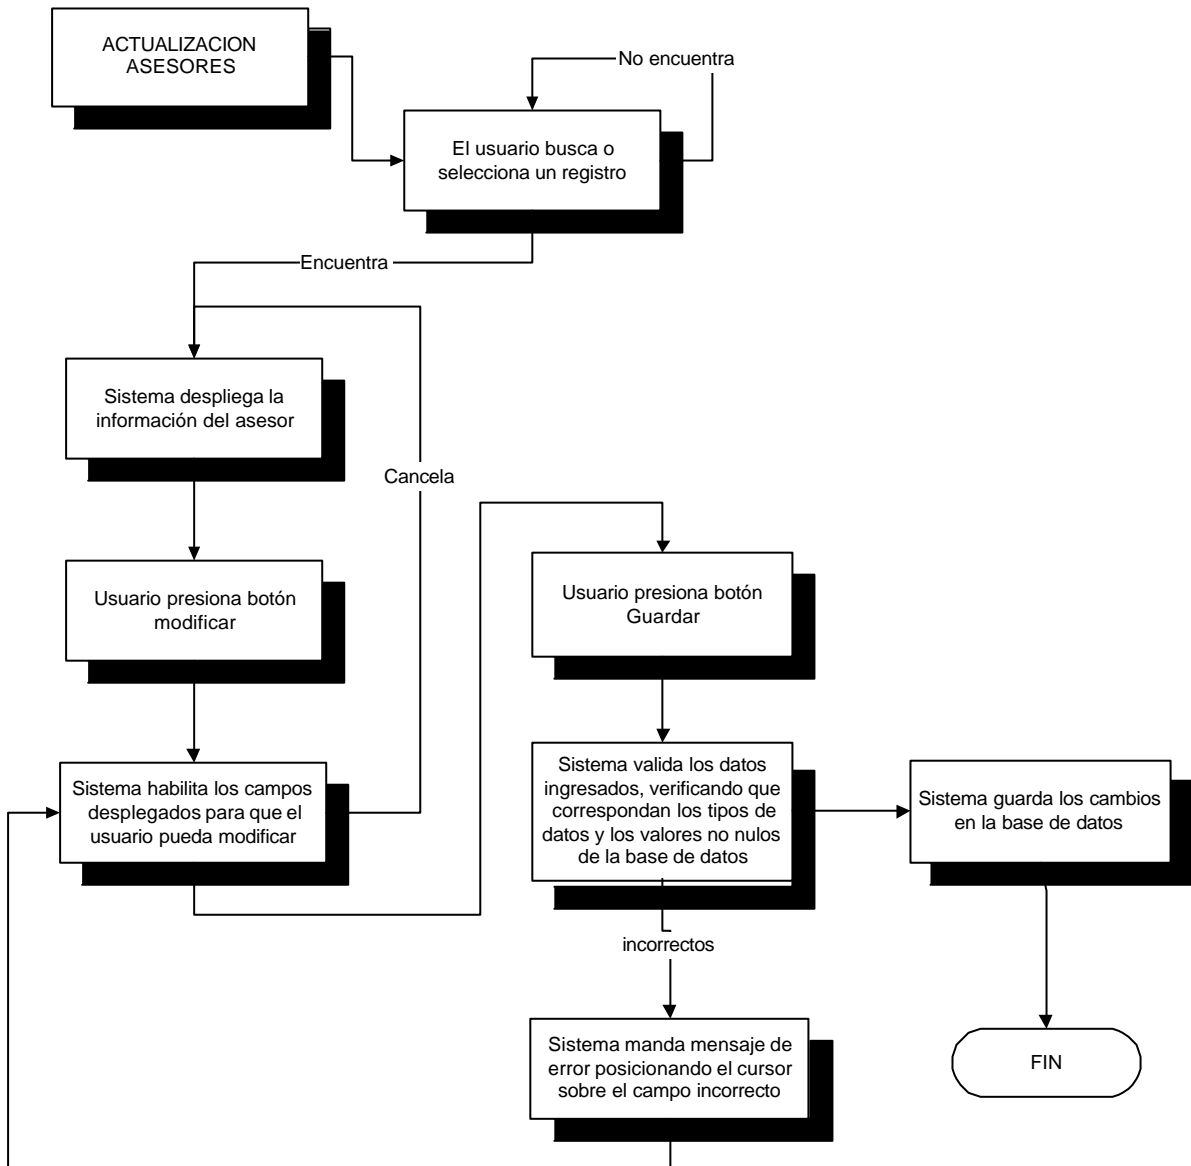 ACTUALIZACION
ASESORES
No encuentra
El usuario busca o
selecciona un registro
Encuentra
Sistema despliega la
información del asesor
Cancela
Usuario presiona botón
modificar
Usuario presiona botón
Guardar
Sistema habilita los campos
desplegados para que el
usuario pueda modificar
Sistema valida los datos
ingresados, verificando que
correspondan los tipos de
datos y los valores no nulos
de la base de datos
Sistema guarda los cambios
en la base de datos
incorrectos
Sistema manda mensaje de
error posicionando el cursor
sobre el campo incorrecto
FIN